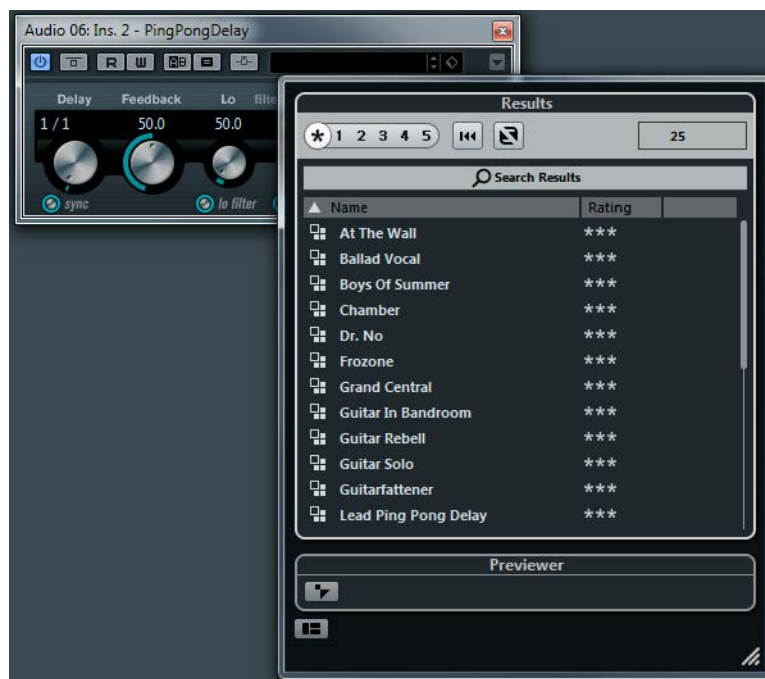 Audio 06: Ins. 2 - PingPongDelay
R W AB
Delay Feedback Lo filte
1 / 1 50.0 50.0
sync lo filter
Results
* 1 2 3 4 5 25
Search Results
Name Rating
At The Wall ***
Ballad Vocal ***
Boys Of Summer ***
Chamber ***
Dr. No ***
Frozone ***
Grand Central ***
Guitar In Bandroom ***
Guitar Rebell ***
Guitar Solo ***
Guitarfattener ***
Lead Ping Pong Delay ***
Previewer